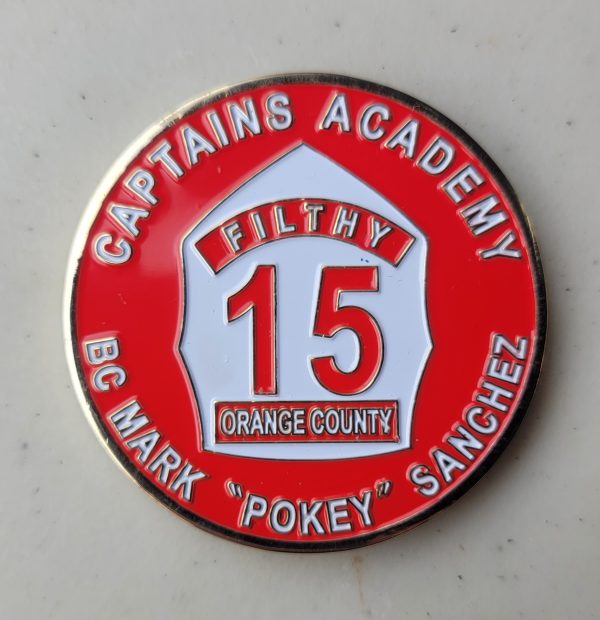 CAPTAINS ACADEMY
FILTHY
15
ORANGE COUNTY
BC MARK "POKEY" SANCHEZ